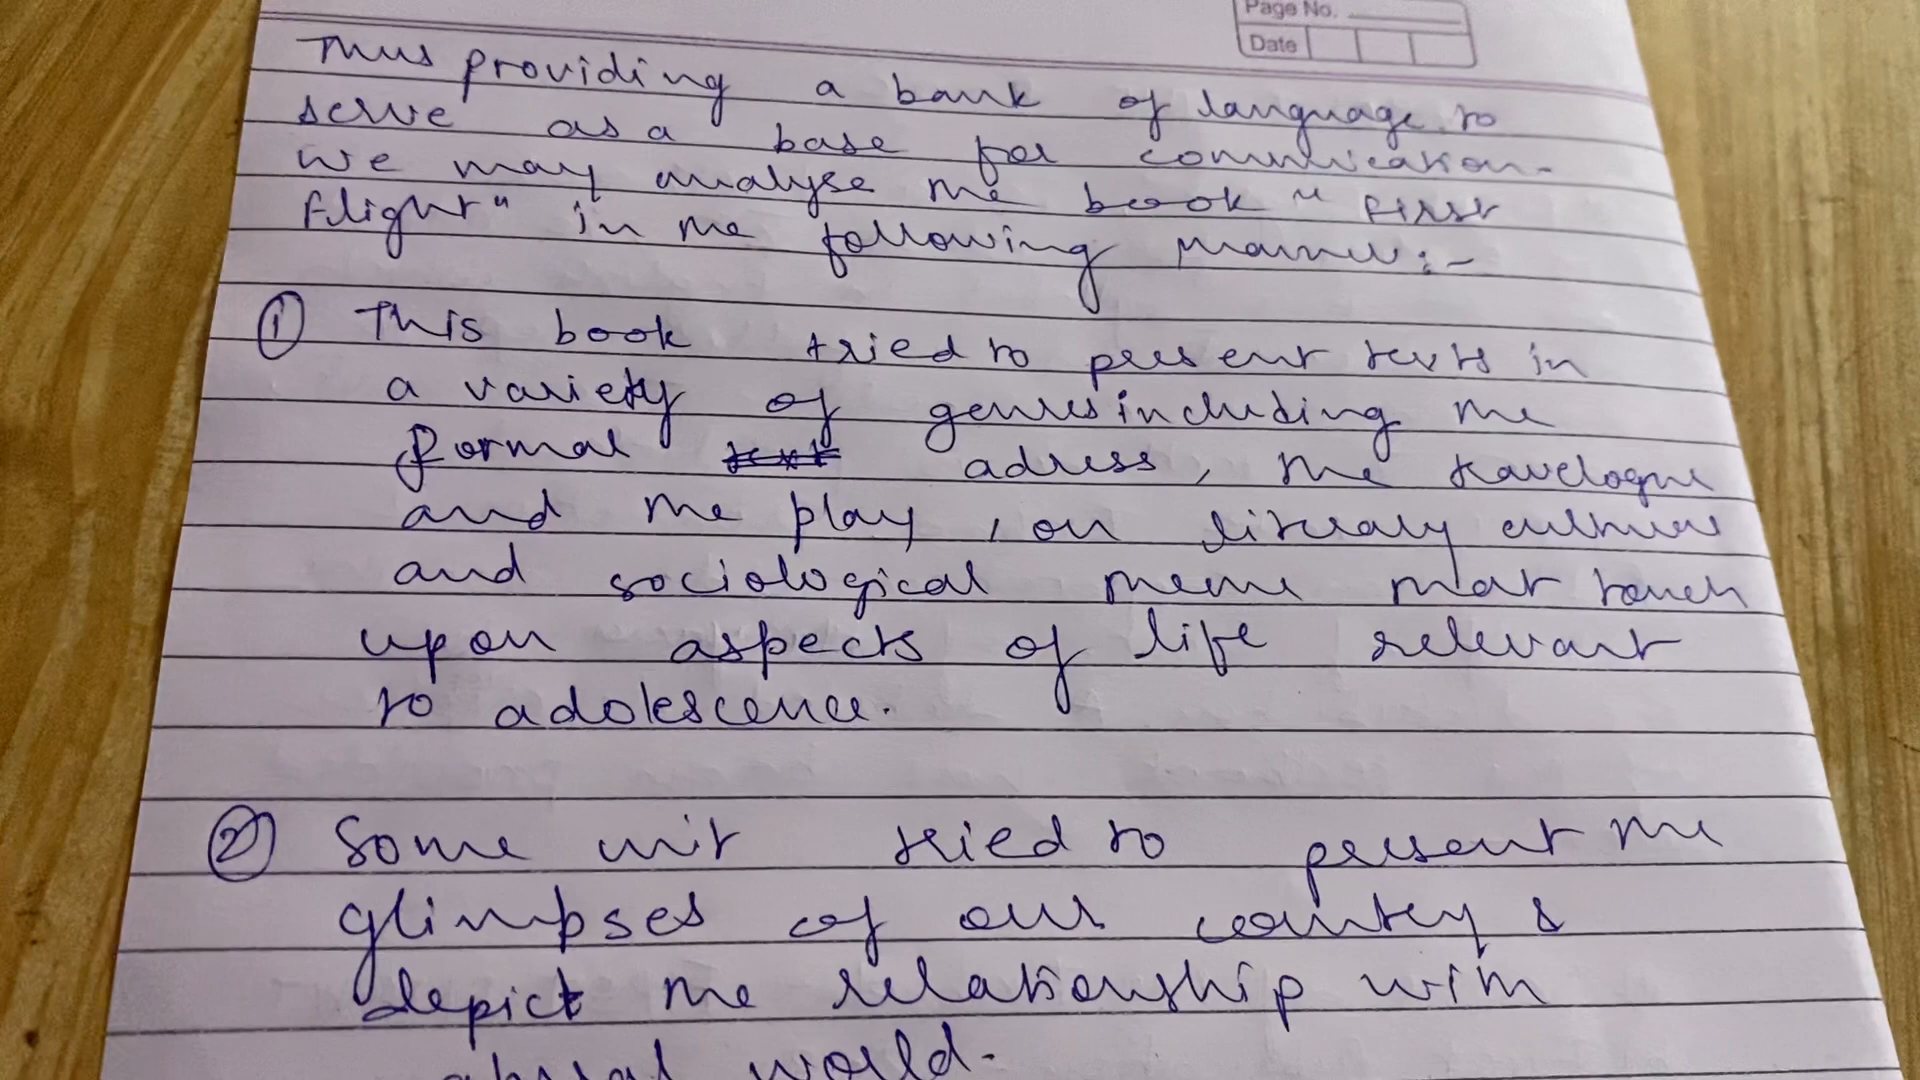 Page No.
Date
Thus providing a bank of language to
serve as a base for communication.
we may analyse the book "First
flight" in the following manner:-
① This book tried to present texts in
a variety of genres including the
formal adress, the travelogue
and the play, on literary cultural
and sociological theme that touch
upon aspects of life relevant
to adolescence.
② Some unit tried to present the
glimpses of our country &
depict the relationship with
world.